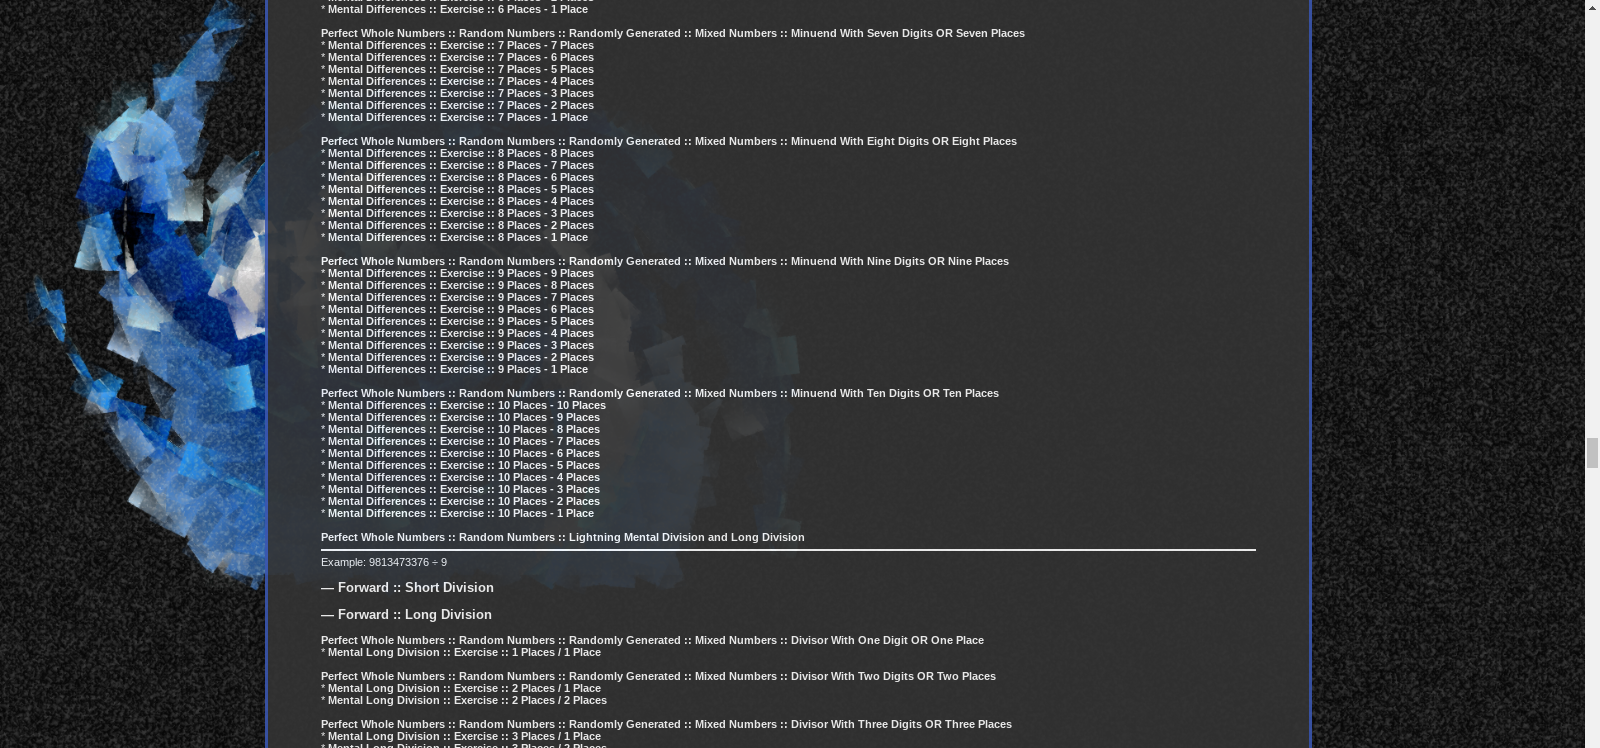 * Mental Differences :: Exercise :: 6 Places - 1 Place
Perfect Whole Numbers :: Random Numbers :: Randomly Generated :: Mixed Numbers :: Minuend With Seven Digits OR Seven Places
* Mental Differences :: Exercise :: 7 Places - 7 Places
* Mental Differences :: Exercise :: 7 Places - 6 Places
* Mental Differences :: Exercise :: 7 Places - 5 Places
* Mental Differences :: Exercise :: 7 Places - 4 Places
* Mental Differences :: Exercise :: 7 Places - 3 Places
* Mental Differences :: Exercise :: 7 Places - 2 Places
* Mental Differences :: Exercise :: 7 Places - 1 Place
Perfect Whole Numbers :: Random Numbers :: Randomly Generated :: Mixed Numbers :: Minuend With Eight Digits OR Eight Places
* Mental Differences :: Exercise :: 8 Places - 8 Places
* Mental Differences :: Exercise :: 8 Places - 7 Places
* Mental Differences :: Exercise :: 8 Places - 6 Places
* Mental Differences :: Exercise :: 8 Places - 5 Places
* Mental Differences :: Exercise :: 8 Places - 4 Places
* Mental Differences :: Exercise :: 8 Places - 3 Places
* Mental Differences :: Exercise :: 8 Places - 2 Places
* Mental Differences :: Exercise :: 8 Places - 1 Place
Perfect Whole Numbers :: Random Numbers :: Randomly Generated :: Mixed Numbers :: Minuend With Nine Digits OR Nine Places
* Mental Differences :: Exercise :: 9 Places - 9 Places
* Mental Differences :: Exercise :: 9 Places - 8 Places
* Mental Differences :: Exercise :: 9 Places - 7 Places
* Mental Differences :: Exercise :: 9 Places - 6 Places
* Mental Differences :: Exercise :: 9 Places - 5 Places
* Mental Differences :: Exercise :: 9 Places - 4 Places
* Mental Differences :: Exercise :: 9 Places - 3 Places
* Mental Differences :: Exercise :: 9 Places - 2 Places
* Mental Differences :: Exercise :: 9 Places - 1 Place
Perfect Whole Numbers :: Random Numbers :: Randomly Generated :: Mixed Numbers :: Minuend With Ten Digits OR Ten Places
* Mental Differences :: Exercise :: 10 Places - 10 Places
* Mental Differences :: Exercise :: 10 Places - 9 Places
* Mental Differences :: Exercise :: 10 Places - 8 Places
* Mental Differences :: Exercise :: 10 Places - 7 Places
* Mental Differences :: Exercise :: 10 Places - 6 Places
* Mental Differences :: Exercise :: 10 Places - 5 Places
* Mental Differences :: Exercise :: 10 Places - 4 Places
* Mental Differences :: Exercise :: 10 Places - 3 Places
* Mental Differences :: Exercise :: 10 Places - 2 Places
* Mental Differences :: Exercise :: 10 Places - 1 Place
Perfect Whole Numbers :: Random Numbers :: Lightning Mental Division and Long Division
Example: 9813473376 ÷ 9
— Forward :: Short Division
— Forward :: Long Division
Perfect Whole Numbers :: Random Numbers :: Randomly Generated :: Mixed Numbers :: Divisor With One Digit OR One Place
* Mental Long Division :: Exercise :: 1 Places / 1 Place
Perfect Whole Numbers :: Random Numbers :: Randomly Generated :: Mixed Numbers :: Divisor With Two Digits OR Two Places
* Mental Long Division :: Exercise :: 2 Places / 1 Place
* Mental Long Division :: Exercise :: 2 Places / 2 Places
Perfect Whole Numbers :: Random Numbers :: Randomly Generated :: Mixed Numbers :: Divisor With Three Digits OR Three Places
* Mental Long Division :: Exercise :: 3 Places / 1 Place
* Mental Long Division :: Exercise :: 3 Places / 2 Places